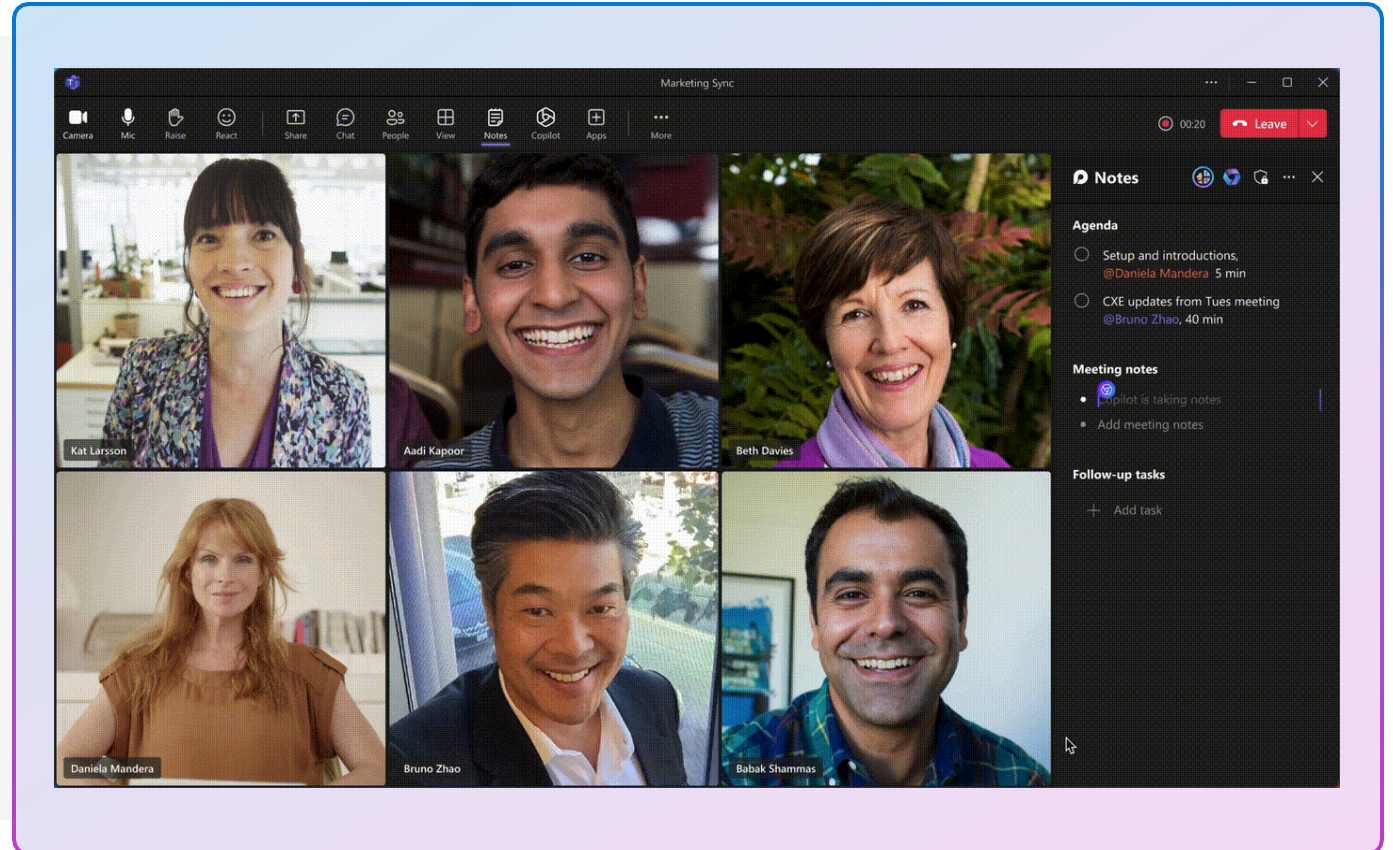 Marketing Sync
Camera
Mic
Raise
React
Share
Chat
People
View
Notes
Copilot
Apps
More
00:20
Leave
Kat Larsson
Aadi Kapoor
Beth Davies
Daniela Mandera
Bruno Zhao
Babak Shammas
Notes
Agenda
Setup and introductions,
@Daniela Mandera 5 min
CXE updates from Tues meeting
@Bruno Zhao, 40 min
Meeting notes
Copilot is taking notes
Add meeting notes
Follow-up tasks
Add task